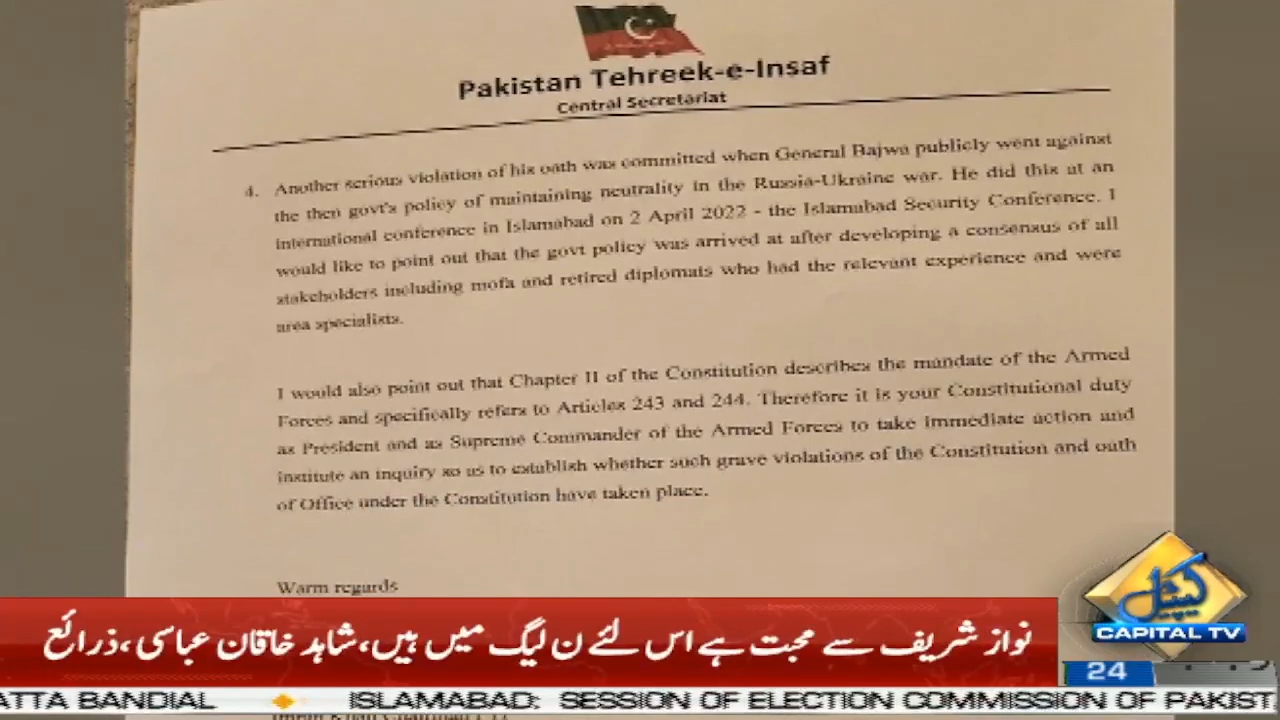 Pakistan Tehreek-e-Insaf
Central Secretariat
4. Another serious violation of his oath was committed when General Bajwa publicly went against
the then govt's policy of maintaining neutrality in the Russia-Ukraine war. He did this at an
international conference in Islamabad on 2 April 2022 - the Islamabad Security Conference. I
would like to point out that the govt policy was arrived at after developing a consensus of all
stakeholders including mofa and retired diplomats who had the relevant experience and were
area specialists.
I would also point out that Chapter II of the Constitution describes the mandate of the Armed
Forces and specifically refers to Articles 243 and 244. Therefore it is your Constitutional duty
as President and as Supreme Commander of the Armed Forces to take immediate action and
institute an inquiry so as to establish whether such grave violations of the Constitution and oath
of Office under the Constitution have taken place.
Warm regards
کیپیٹل
CAPITAL TV
نواز شریف سے محبت ہے اس لئے ن لیگ میں ہیں، شاہد خاقان عباسی، ذرائع
24
ATTA BANDIAL ISLAMABAD: SESSION OF ELECTION COMMISSION OF PAKIST